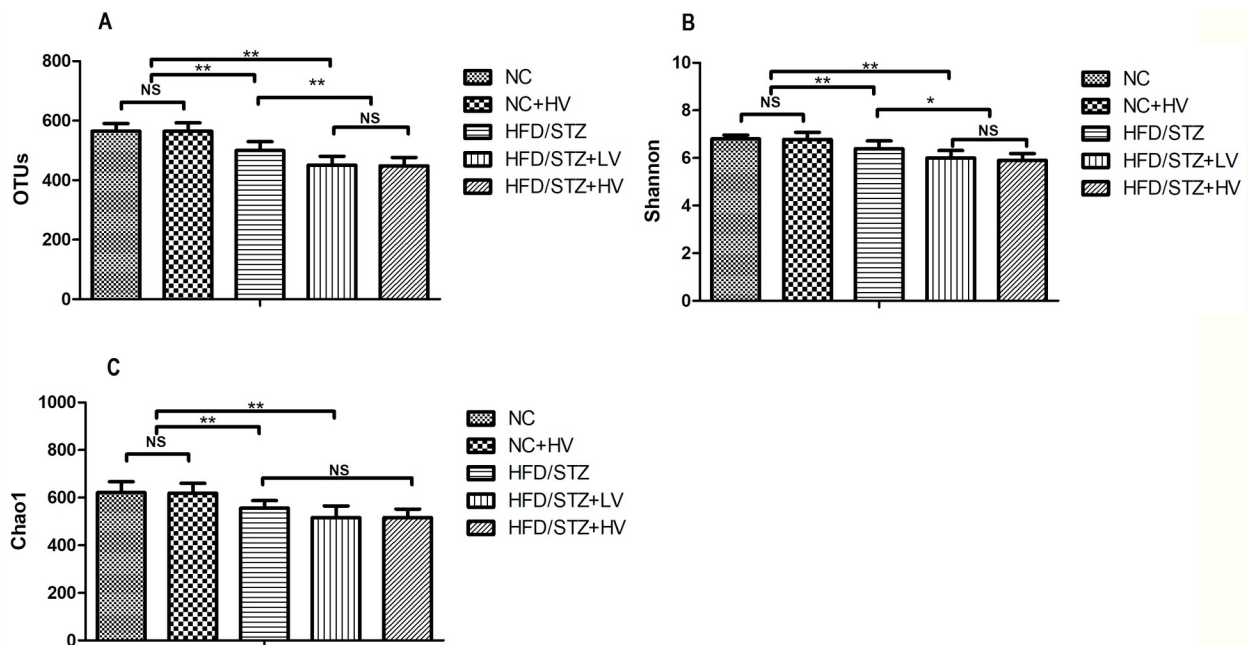 A
**
**
**
NS
NS
800
600
400
200
0
OTUs
NC
NC+HV
HFD/STZ
HFD/STZ+LV
HFD/STZ+HV
B
**
**
*
NS
NS
10
8
6
4
2
0
Shannon
NC
NC+HV
HFD/STZ
HFD/STZ+LV
HFD/STZ+HV
C
**
**
NS
NS
1000
800
600
400
200
0
Chao1
NC
NC+HV
HFD/STZ
HFD/STZ+LV
HFD/STZ+HV